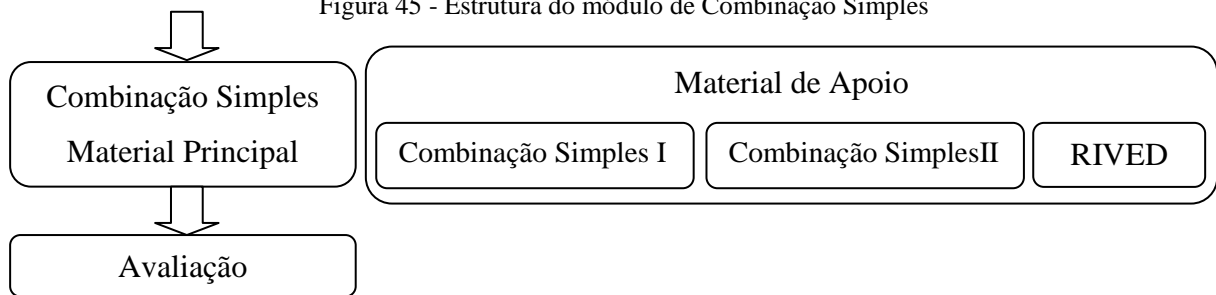 Figura 45 - Estrutura do módulo de Combinação Simples
Combinação Simples
Material Principal
Material de Apoio
Combinação Simples I
Combinação SimplesII
RIVED
Avaliação